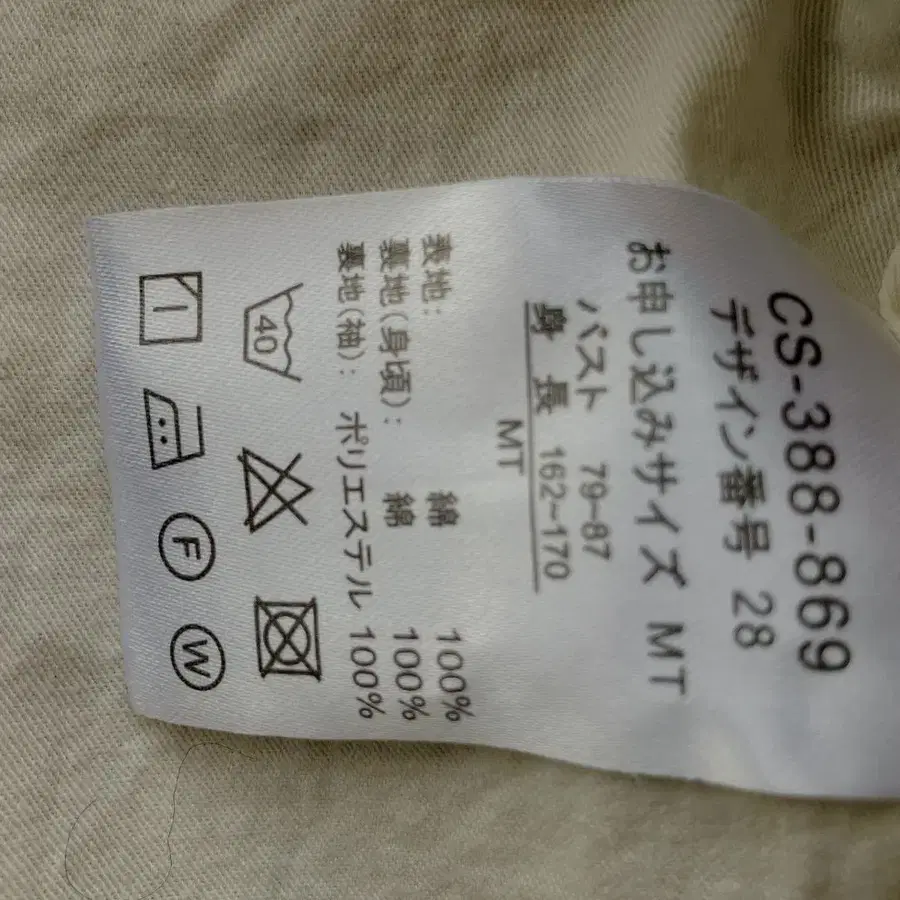 CS-388-869
デザイン番号 28
お申し込みサイズ MT
バスト 79~87
身長 162~170
MT
表地: 綿 100%
裏地(身頃): 綿 100%
裏地(袖): ポリエステル 100%
40
F W